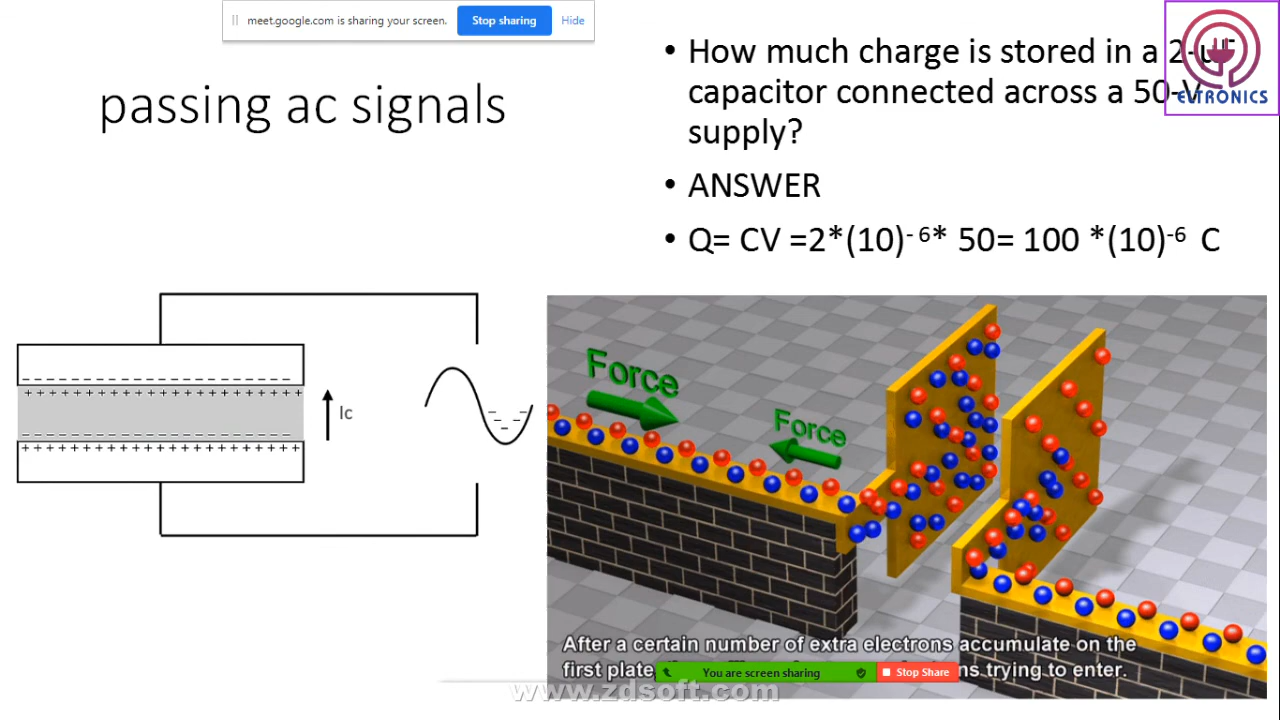 meet.google.com is sharing your screen.
Stop sharing
Hide
passing ac signals
• How much charge is stored in a 2-uF
capacitor connected across a 50-V
supply?
EVTRONICS
• ANSWER
• Q= CV =2*(10)⁻ ⁶* 50= 100 *(10)⁻⁶ C
Ic
Force
Force
After a certain number of extra electrons accumulate on the
first plate
trying to enter.
You are screen sharing
Stop Share
www.zdsoft.com